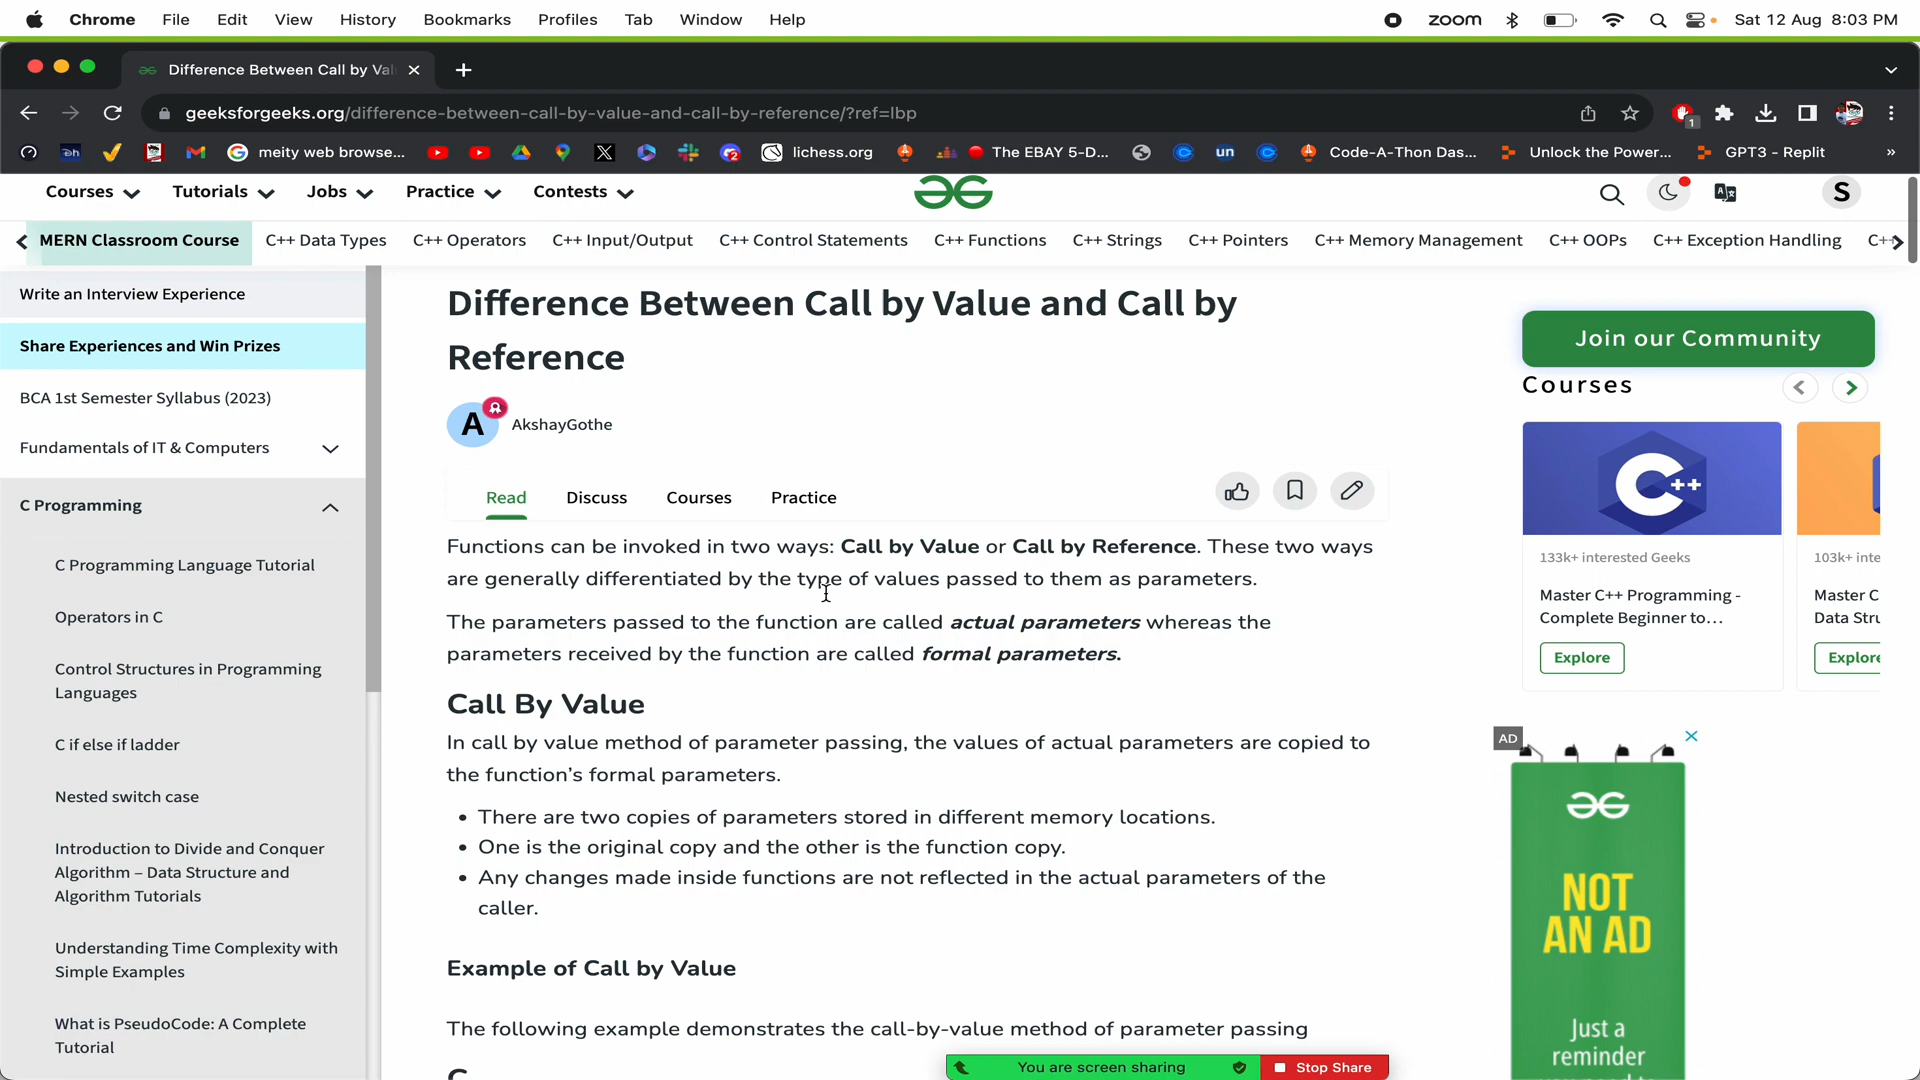 Chrome File Edit View History Bookmarks Profiles Tab Window Help zoom Sat 12 Aug 8:03 PM
Difference Between Call by Val
geeksforgeeks.org/difference-between-call-by-value-and-call-by-reference/?ref=lbp 1
Dh meity web browse... 2 lichess.org The EBAY 5-D... un Code-A-Thon Das... Unlock the Power... GPT3 - Replit »
Courses Tutorials Jobs Practice Contests S
MERN Classroom Course C++ Data Types C++ Operators C++ Input/Output C++ Control Statements C++ Functions C++ Strings C++ Pointers C++ Memory Management C++ OOPs C++ Exception Handling C++
Write an Interview Experience
Share Experiences and Win Prizes
BCA 1st Semester Syllabus (2023)
Fundamentals of IT & Computers
C Programming
C Programming Language Tutorial
Operators in C
Control Structures in Programming
Languages
C if else if ladder
Nested switch case
Introduction to Divide and Conquer
Algorithm – Data Structure and
Algorithm Tutorials
Understanding Time Complexity with
Simple Examples
What is PseudoCode: A Complete
Tutorial
Difference Between Call by Value and Call by
Reference
A AkshayGothe
Read Discuss Courses Practice
Functions can be invoked in two ways: Call by Value or Call by Reference. These two ways
are generally differentiated by the type of values passed to them as parameters.
The parameters passed to the function are called actual parameters whereas the
parameters received by the function are called formal parameters.
Call By Value
In call by value method of parameter passing, the values of actual parameters are copied to
the function’s formal parameters.
• There are two copies of parameters stored in different memory locations.
• One is the original copy and the other is the function copy.
• Any changes made inside functions are not reflected in the actual parameters of the
caller.
Example of Call by Value
The following example demonstrates the call-by-value method of parameter passing
C
Join our Community
Courses
C++
133k+ interested Geeks
Master C++ Programming -
Complete Beginner to...
Explore
103k+ inte
Master C
Data Stru
Explore
AD
NOT
AN AD
Just a
reminder
You are screen sharing Stop Share